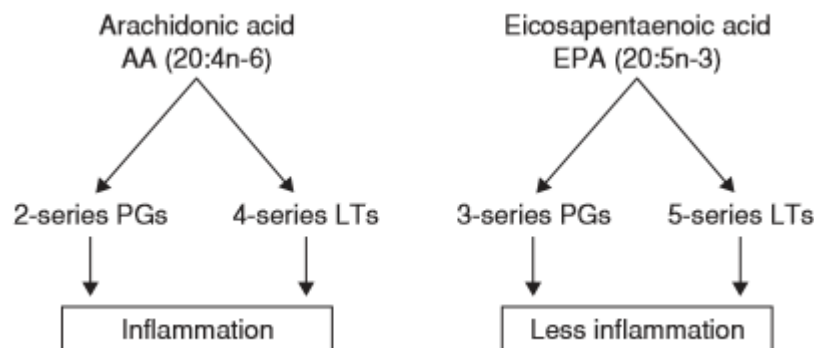 Arachidonic acid
AA (20:4n-6)
Eicosapentaenoic acid
EPA (20:5n-3)
2-series PGs
4-series LTs
3-series PGs
5-series LTs
Inflammation
Less inflammation